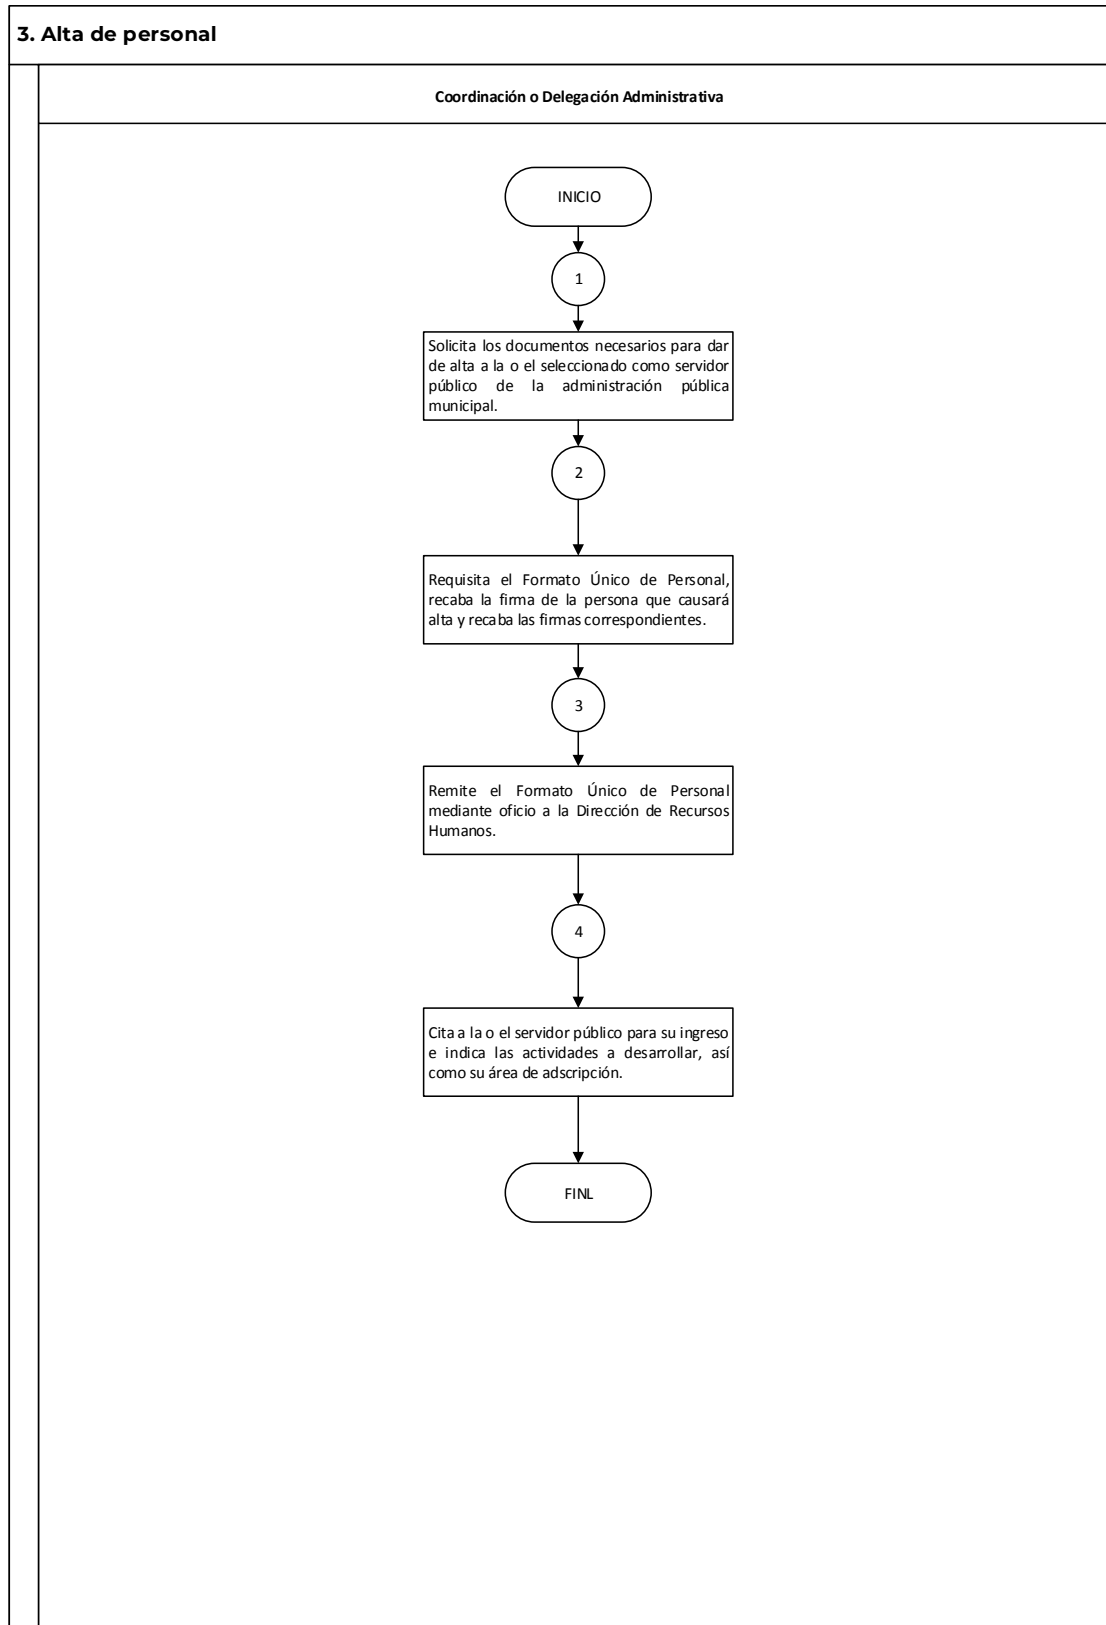 3. Alta de personal
Coordinación o Delegación Administrativa
INICIO
1
Solicita los documentos necesarios para dar
de alta a la o el seleccionado como servidor
público de la administración pública
municipal.
2
Requisita el Formato Único de Personal,
recaba la firma de la persona que causará
alta y recaba las firmas correspondientes.
3
Remite el Formato Único de Personal
mediante oficio a la Dirección de Recursos
Humanos.
4
Cita a la o el servidor público para su ingreso
e indica las actividades a desarrollar, así
como su área de adscripción.
FINL